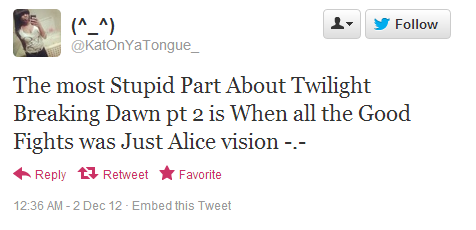 (^_^)
@KatOnYaTongue_
Follow
The most Stupid Part About Twilight
Breaking Dawn pt 2 is When all the Good
Fights was Just Alice vision -.-
Reply Retweet Favorite
12:36 AM - 2 Dec 12 · Embed this Tweet